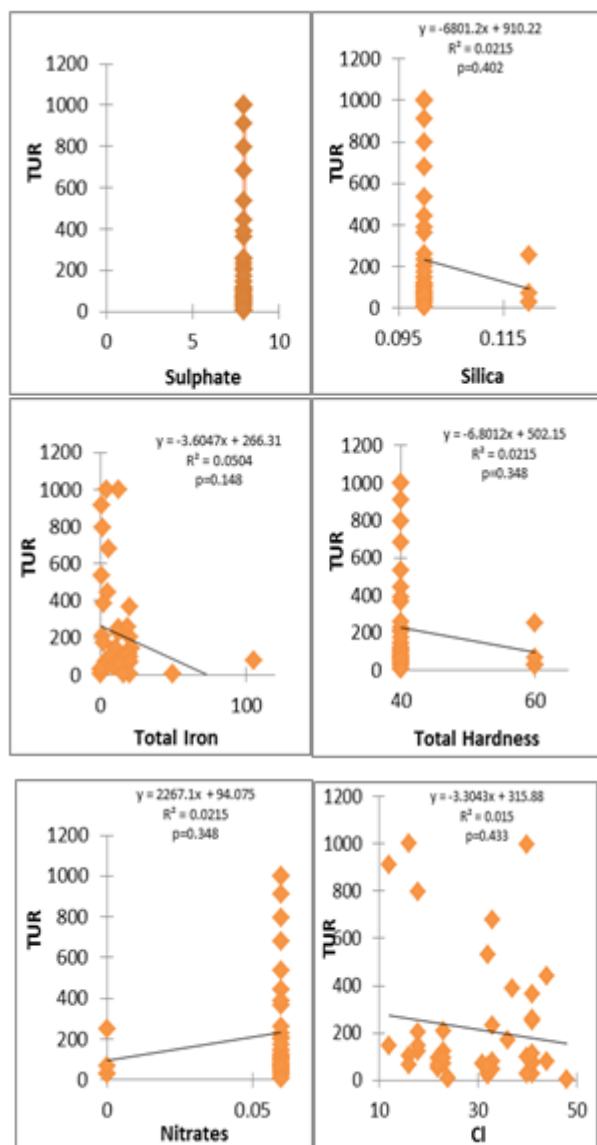 1200
1000
800
600
400
200
0
TUR
0 5 10
Sulphate
y = -6801.2x + 910.22
R² = 0.0215
p=0.402
1200
1000
800
600
400
200
0
TUR
0.095 0.115
Silica
y = -3.6047x + 266.31
R² = 0.0504
p=0.148
1200
1000
800
600
400
200
0
TUR
0 100
Total Iron
y = -6.8012x + 502.15
R² = 0.0215
p=0.348
1200
1000
800
600
400
200
0
TUR
40 60
Total Hardness
y = 2267.1x + 94.075
R² = 0.0215
p=0.348
1200
1000
800
600
400
200
0
TUR
0 0.05
Nitrates
y = -3.3043x + 315.88
R² = 0.015
p=0.433
1200
1000
800
600
400
200
0
TUR
10 30 50
Cl